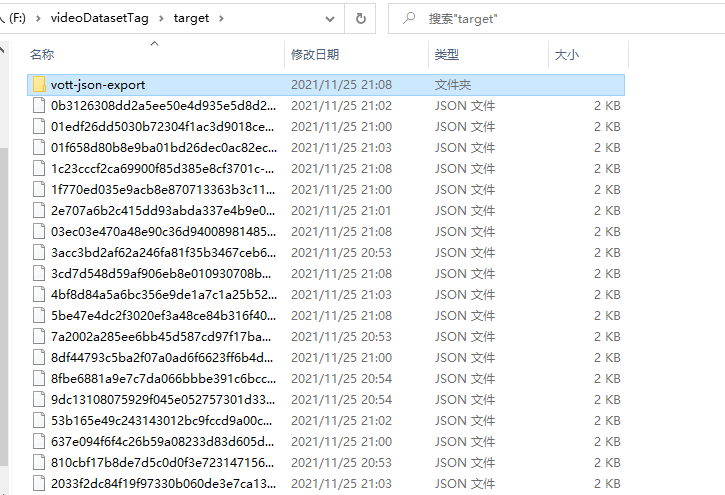 人 (F:) > videoDatasetTag > target >
搜索"target"
名称 修改日期 类型 大小
vott-json-export 2021/11/25 21:08 文件夹
0b3126308dd2a5ee50e4d935e5d8d2... 2021/11/25 21:02 JSON 文件 2 KB
01edf26dd5030b72304f1ac3d9018ce... 2021/11/25 21:00 JSON 文件 2 KB
01f658d80b8e9ba01bd26dec0ac82ec... 2021/11/25 21:03 JSON 文件 2 KB
1c23cccf2ca69900f85d385e8cf3701c-... 2021/11/25 21:08 JSON 文件 2 KB
1f770ed035e9acb8e870713363b3c11... 2021/11/25 21:00 JSON 文件 2 KB
2e707a6b2c415dd93abda337e4b9e0... 2021/11/25 21:01 JSON 文件 2 KB
03ec03e470a48e90c36d94008981485... 2021/11/25 21:08 JSON 文件 2 KB
3acc3bd2af62a246fa81f35b3467ceb6... 2021/11/25 20:53 JSON 文件 2 KB
3cd7d548d59af906eb8e010930708b... 2021/11/25 21:08 JSON 文件 2 KB
4bf8d84a5a6bc356e9de1a7c1a25b52... 2021/11/25 21:03 JSON 文件 2 KB
5be47e4dc2f3020ef3a48ce84b316f40... 2021/11/25 21:08 JSON 文件 2 KB
7a2002a285ee6bb45d587cd97f17ba... 2021/11/25 20:53 JSON 文件 2 KB
8df44793c5ba2f07a0ad6f6623ff6b4d... 2021/11/25 21:00 JSON 文件 2 KB
8fbe6881a9e7c7da066bbbe391c6bcc... 2021/11/25 20:54 JSON 文件 2 KB
9dc13108075929f045e052757301d33... 2021/11/25 20:54 JSON 文件 2 KB
53b165e49c243143012bc9fccd9a00c... 2021/11/25 21:02 JSON 文件 2 KB
637e094f6f4c26b59a08233d83d605d... 2021/11/25 21:00 JSON 文件 2 KB
810cbf17b8de7d5c0d0f3e723147156... 2021/11/25 20:53 JSON 文件 2 KB
2033f2dc84f19f97330b060de3e7ca13... 2021/11/25 21:03 JSON 文件 2 KB